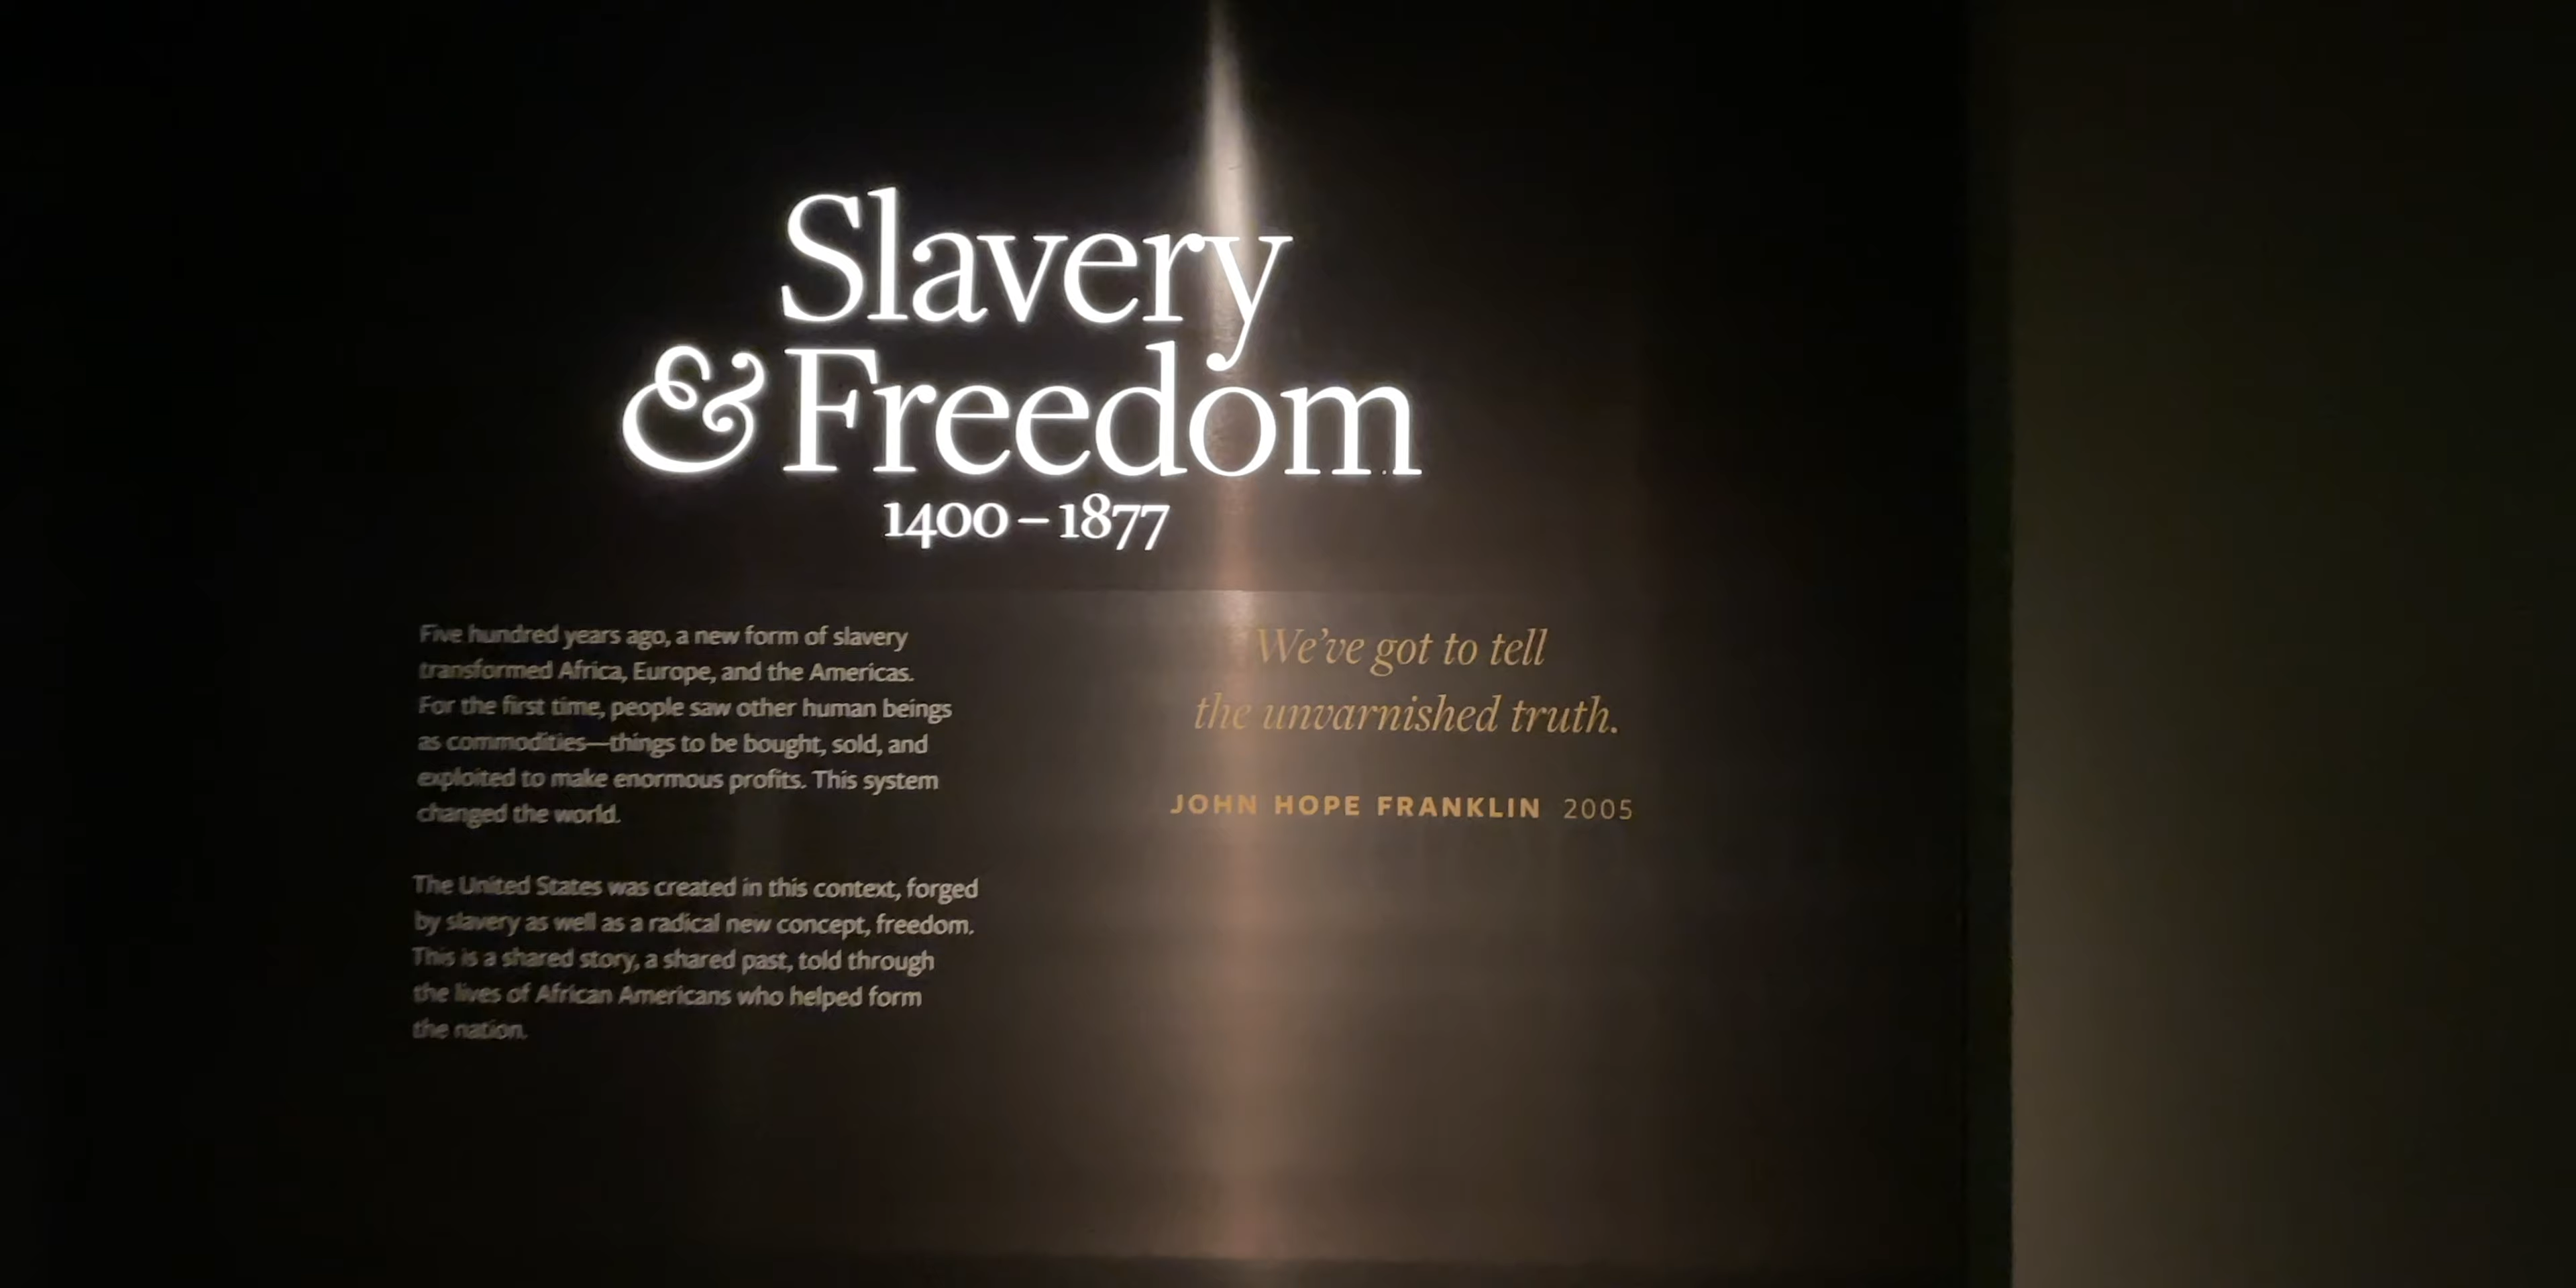 Slavery
& Freedom
1400 – 1877
Five hundred years ago, a new form of slavery
transformed Africa, Europe, and the Americas.
For the first time, people saw other human beings
as commodities—things to be bought, sold, and
exploited to make enormous profits. This system
changed the world.
The United States was created in this context, forged
by slavery as well as a radical new concept, freedom.
This is a shared story, a shared past, told through
the lives of African Americans who helped form
the nation.
We've got to tell
the unvarnished truth.
JOHN HOPE FRANKLIN 2005